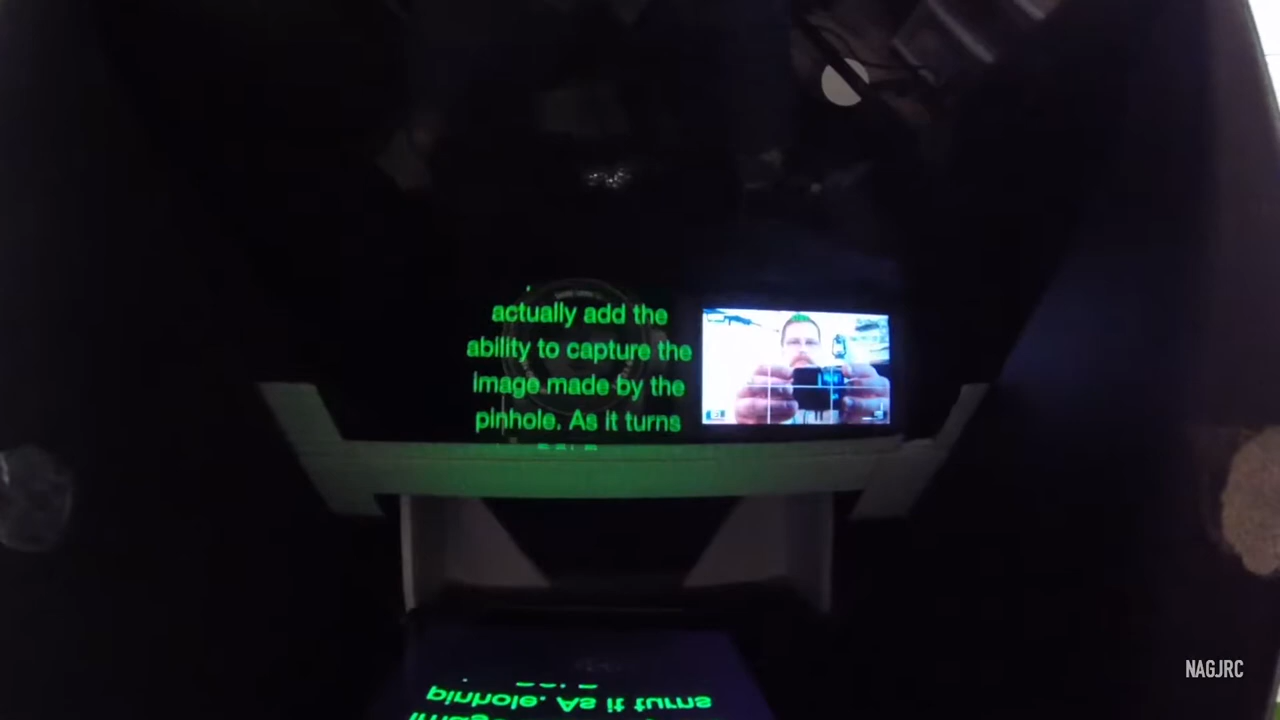 actually add the
ability to capture the
image made by the
pinhole. As it turns
pinhole. As it turns
NAGJRC